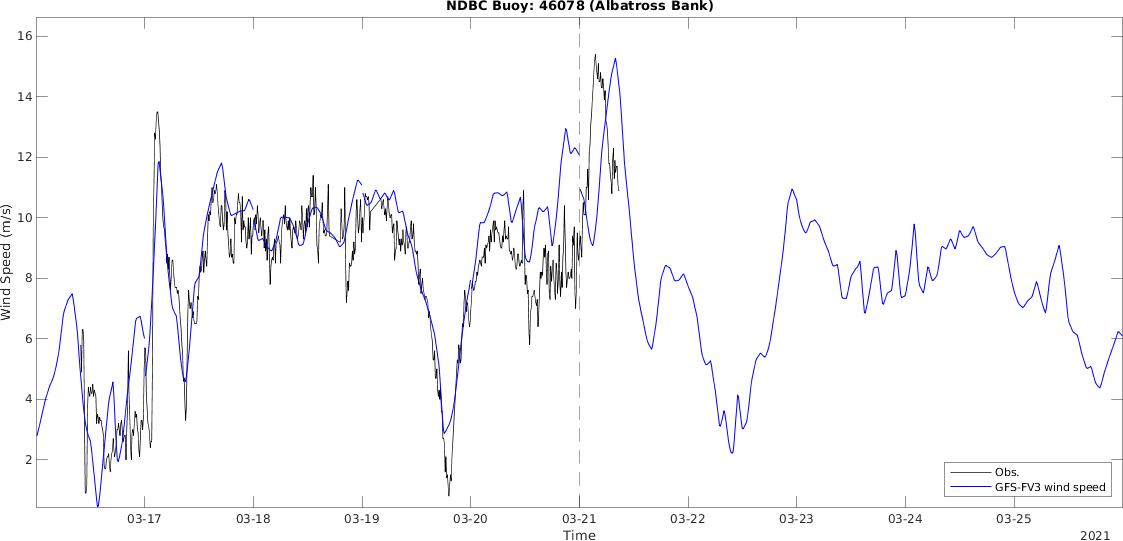 NDBC Buoy: 46078 (Albatross Bank)
16
14
12
10
8
6
4
2
Wind Speed (m/s)
Obs.
GFS-FV3 wind speed
03-17 03-18 03-19 03-20 03-21 03-22 03-23 03-24 03-25
Time
2021